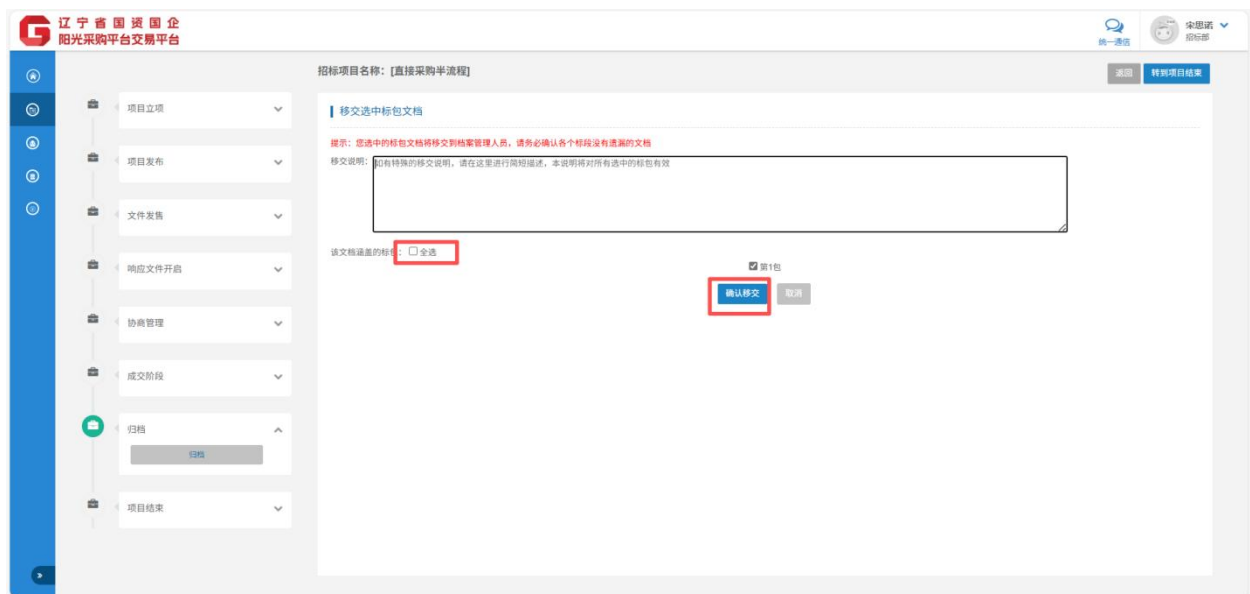 辽宁省国资国企
阳光采购平台交易平台
统一通信
宋思诺
招标部
招标项目名称：[直接采购半流程]
返回
转到项目结束
项目立项
项目发布
文件发售
响应文件开启
协商管理
成交阶段
归档
归档
项目结束
移交选中标包文档
提示：您选中的标包文档将移交到档案管理人员，请务必确认各个标段没有遗漏的文档
移交说明：
如有特殊的移交说明，请在这里进行简短描述，本说明将对所有选中的标包有效
该文档涵盖的标包：
全选
第1包
确认移交
取消